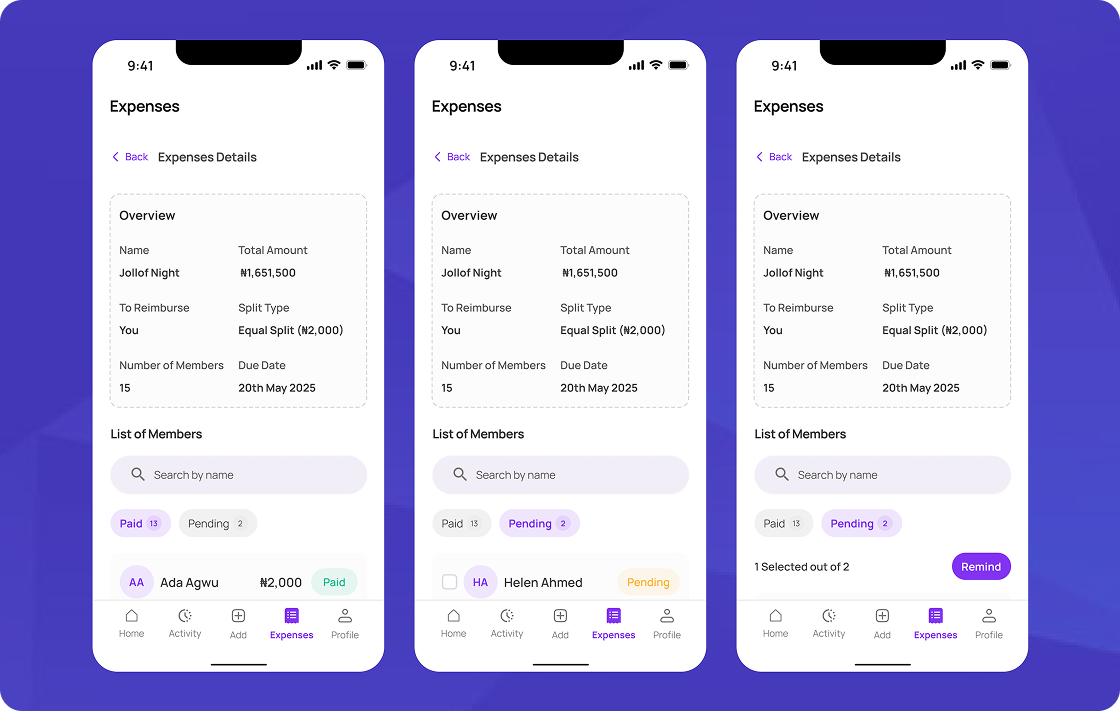 9:41
Expenses
Back Expenses Details
Overview
Name Total Amount
Jollof Night ₦1,651,500
To Reimburse Split Type
You Equal Split (₦2,000)
Number of Members Due Date
15 20th May 2025
List of Members
Search by name
Paid 13 Pending 2
AA Ada Agwu ₦2,000 Paid
Home Activity Add Expenses Profile
9:41
Expenses
Back Expenses Details
Overview
Name Total Amount
Jollof Night ₦1,651,500
To Reimburse Split Type
You Equal Split (₦2,000)
Number of Members Due Date
15 20th May 2025
List of Members
Search by name
Paid 13 Pending 2
HA Helen Ahmed Pending
Home Activity Add Expenses Profile
9:41
Expenses
Back Expenses Details
Overview
Name Total Amount
Jollof Night ₦1,651,500
To Reimburse Split Type
You Equal Split (₦2,000)
Number of Members Due Date
15 20th May 2025
List of Members
Search by name
Paid 13 Pending 2
1 Selected out of 2 Remind
Home Activity Add Expenses Profile